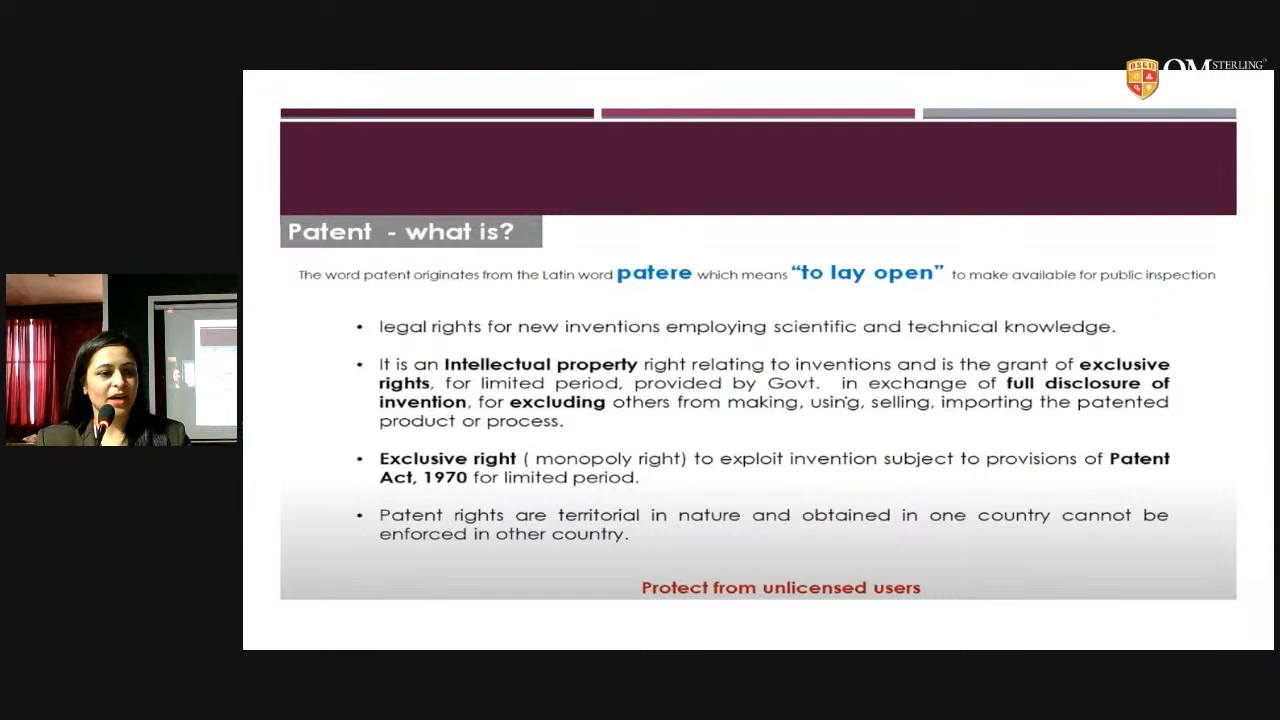 OM STERLING
Patent - what is?
The word patent originates from the Latin word patere which means “to lay open” to make available for public inspection
• legal rights for new inventions employing scientific and technical knowledge.
• It is an Intellectual property right relating to inventions and is the grant of exclusive
rights, for limited period, provided by Govt. in exchange of full disclosure of
invention, for excluding others from making, using, selling, importing the patented
product or process.
• Exclusive right ( monopoly right) to exploit invention subject to provisions of Patent
Act, 1970 for limited period.
• Patent rights are territorial in nature and obtained in one country cannot be
enforced in other country.
Protect from unlicensed users